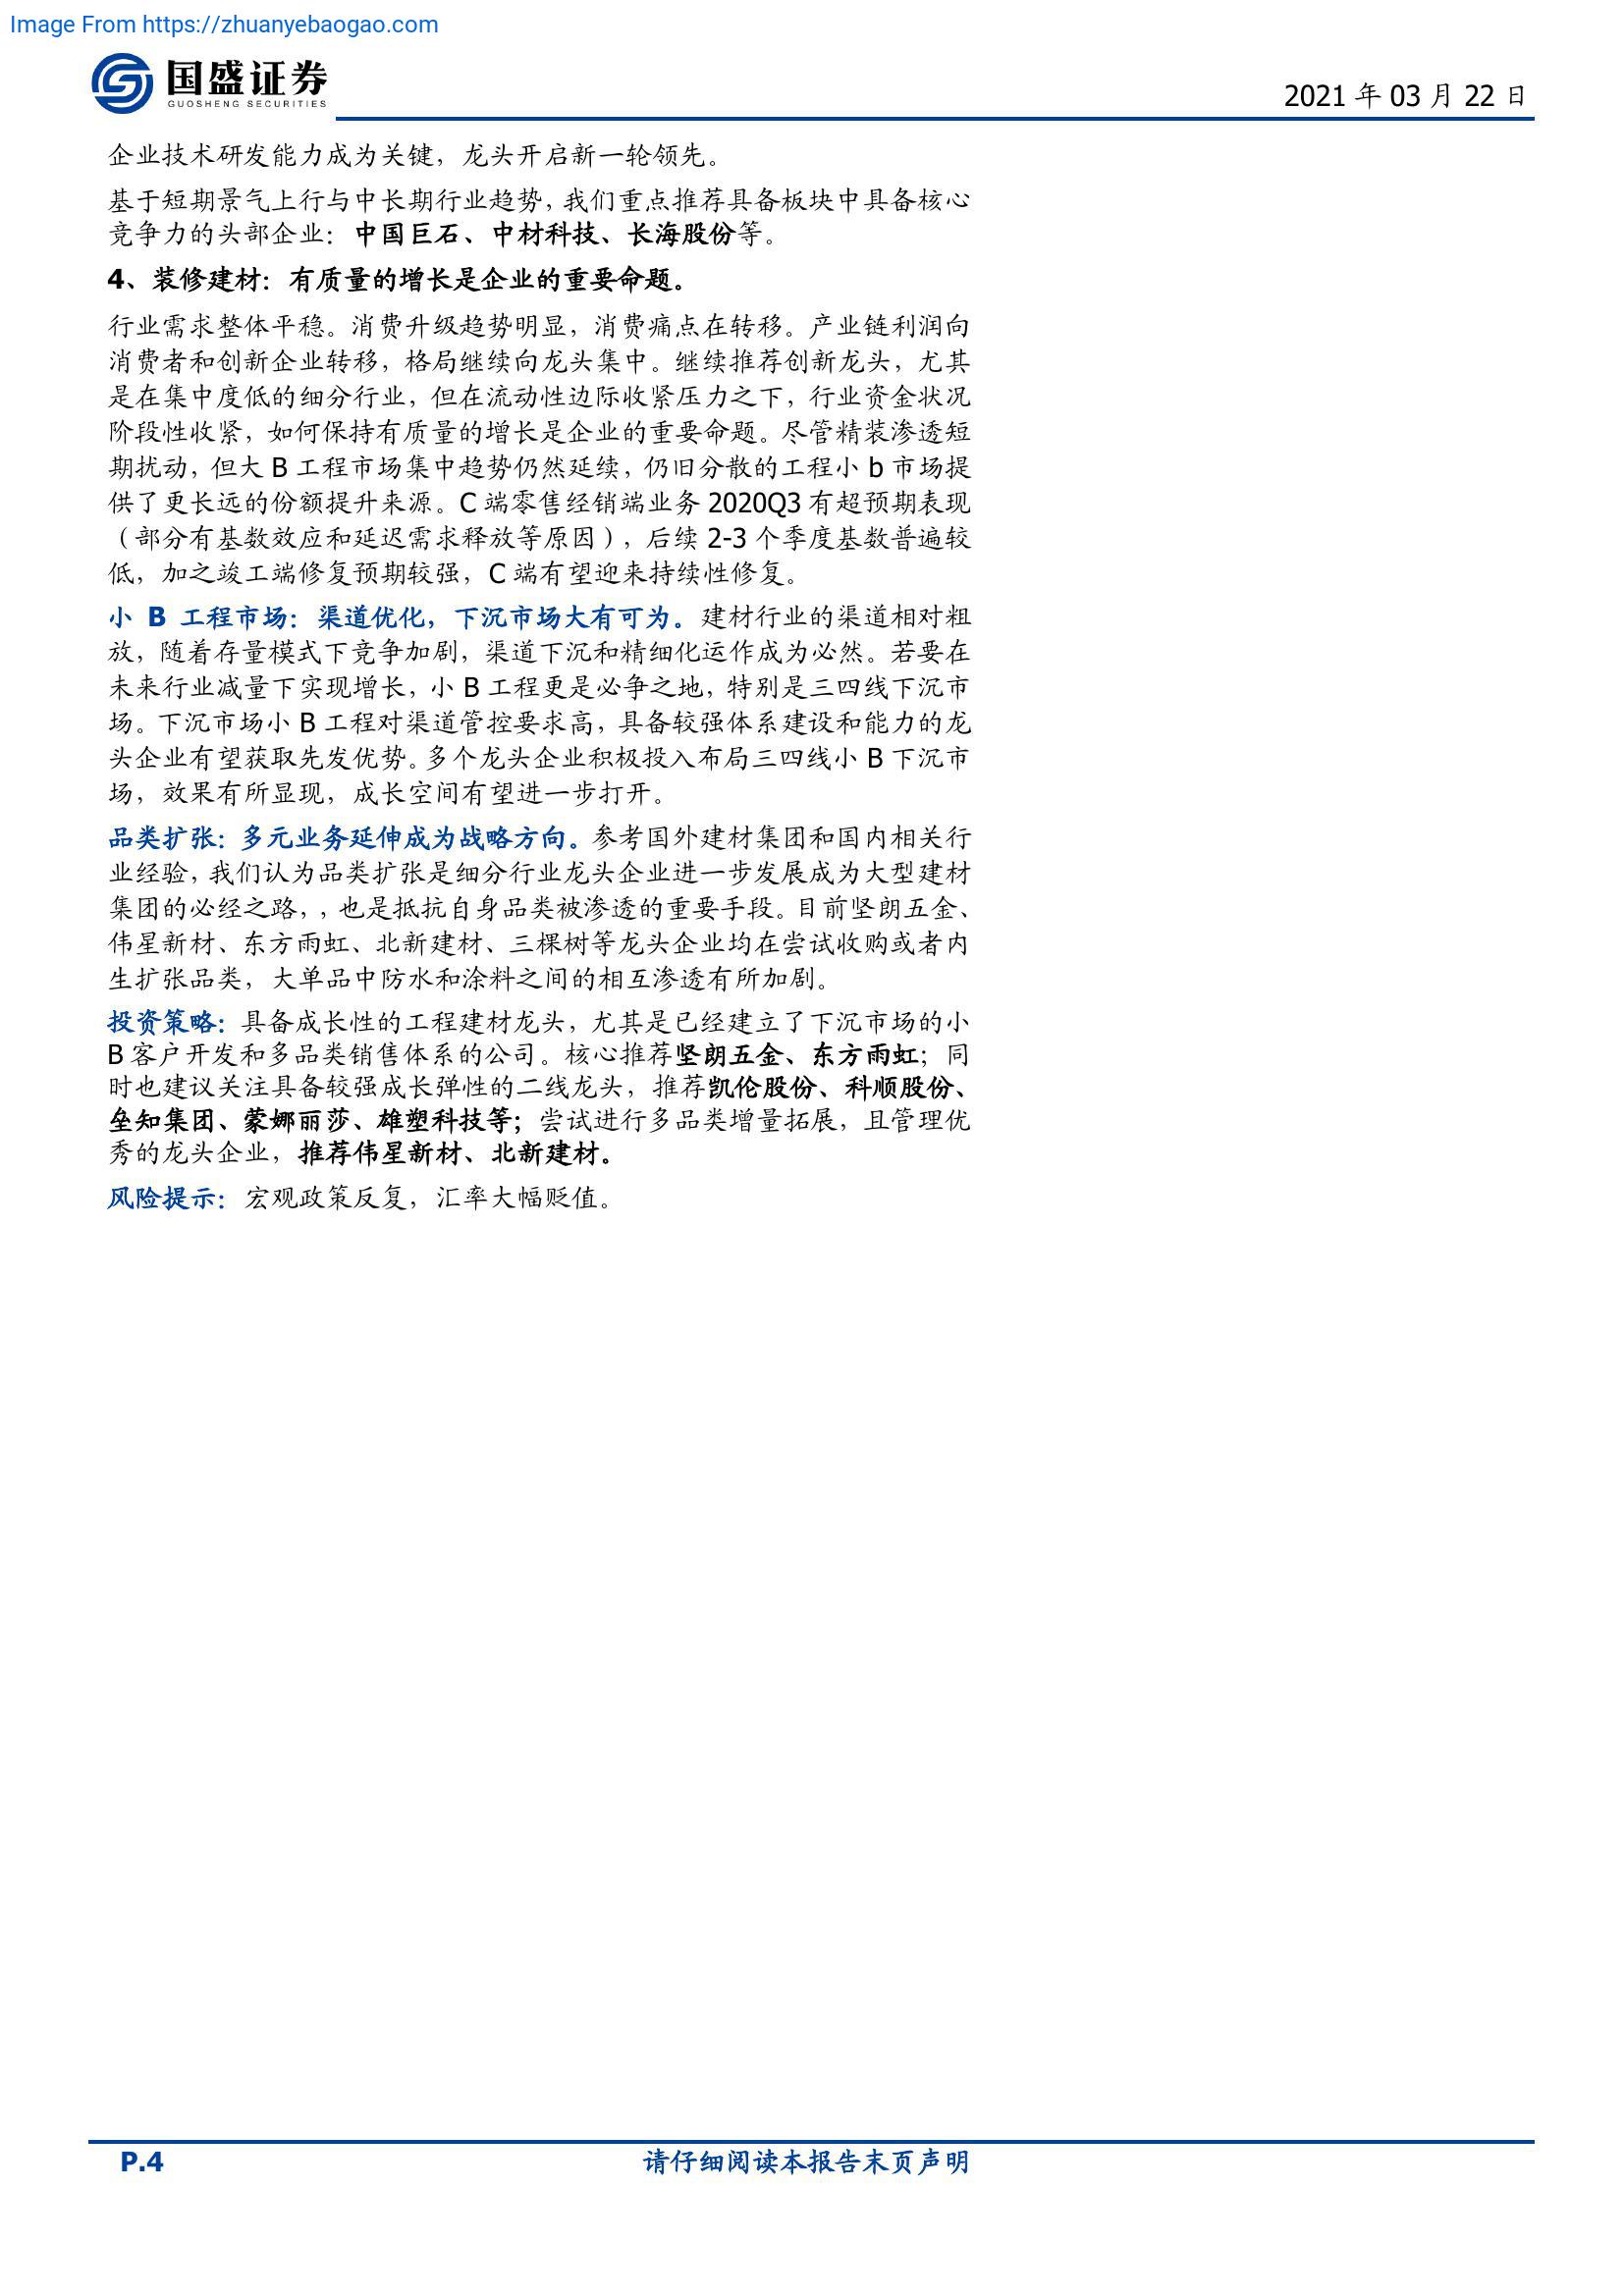 Image From https://zhuanyebaogao.com
国盛证券
GUOSHENG SECURITIES
2021 年 03 月 22 日
企业技术研发能力成为关键，龙头开启新一轮领先。
基于短期景气上行与中长期行业趋势，我们重点推荐具备板块中具备核心
竞争力的头部企业：中国巨石、中材科技、长海股份等。
4、装修建材：有质量的增长是企业的重要命题。
行业需求整体平稳。消费升级趋势明显，消费痛点在转移。产业链利润向
消费者和创新企业转移，格局继续向龙头集中。继续推荐创新龙头，尤其
是在集中度低的细分行业，但在流动性边际收紧压力之下，行业资金状况
阶段性收紧，如何保持有质量的增长是企业的重要命题。尽管精装渗透短
期扰动，但大 B 工程市场集中趋势仍然延续，仍旧分散的工程小 b 市场提
供了更长远的份额提升来源。C 端零售经销端业务 2020Q3 有超预期表现
（部分有基数效应和延迟需求释放等原因），后续 2-3 个季度基数普遍较
低，加之竣工端修复预期较强，C 端有望迎来持续性修复。
小 B 工程市场：渠道优化，下沉市场大有可为。建材行业的渠道相对粗
放，随着存量模式下竞争加剧，渠道下沉和精细化运作成为必然。若要在
未来行业减量下实现增长，小 B 工程更是必争之地，特别是三四线下沉市
场。下沉市场小 B 工程对渠道管控要求高，具备较强体系建设和能力的龙
头企业有望获取先发优势。多个龙头企业积极投入布局三四线小 B 下沉市
场，效果有所显现，成长空间有望进一步打开。
品类扩张：多元业务延伸成为战略方向。参考国外建材集团和国内相关行
业经验，我们认为品类扩张是细分行业龙头企业进一步发展成为大型建材
集团的必经之路，，也是抵抗自身品类被渗透的重要手段。目前坚朗五金、
伟星新材、东方雨虹、北新建材、三棵树等龙头企业均在尝试收购或者内
生扩张品类，大单品中防水和涂料之间的相互渗透有所加剧。
投资策略：具备成长性的工程建材龙头，尤其是已经建立了下沉市场的小
B 客户开发和多品类销售体系的公司。核心推荐坚朗五金、东方雨虹；同
时也建议关注具备较强成长弹性的二线龙头，推荐凯伦股份、科顺股份、
垒知集团、蒙娜丽莎、雄塑科技等；尝试进行多品类增量拓展，且管理优
秀的龙头企业，推荐伟星新材、北新建材。
风险提示：宏观政策反复，汇率大幅贬值。
P.4
请仔细阅读本报告末页声明